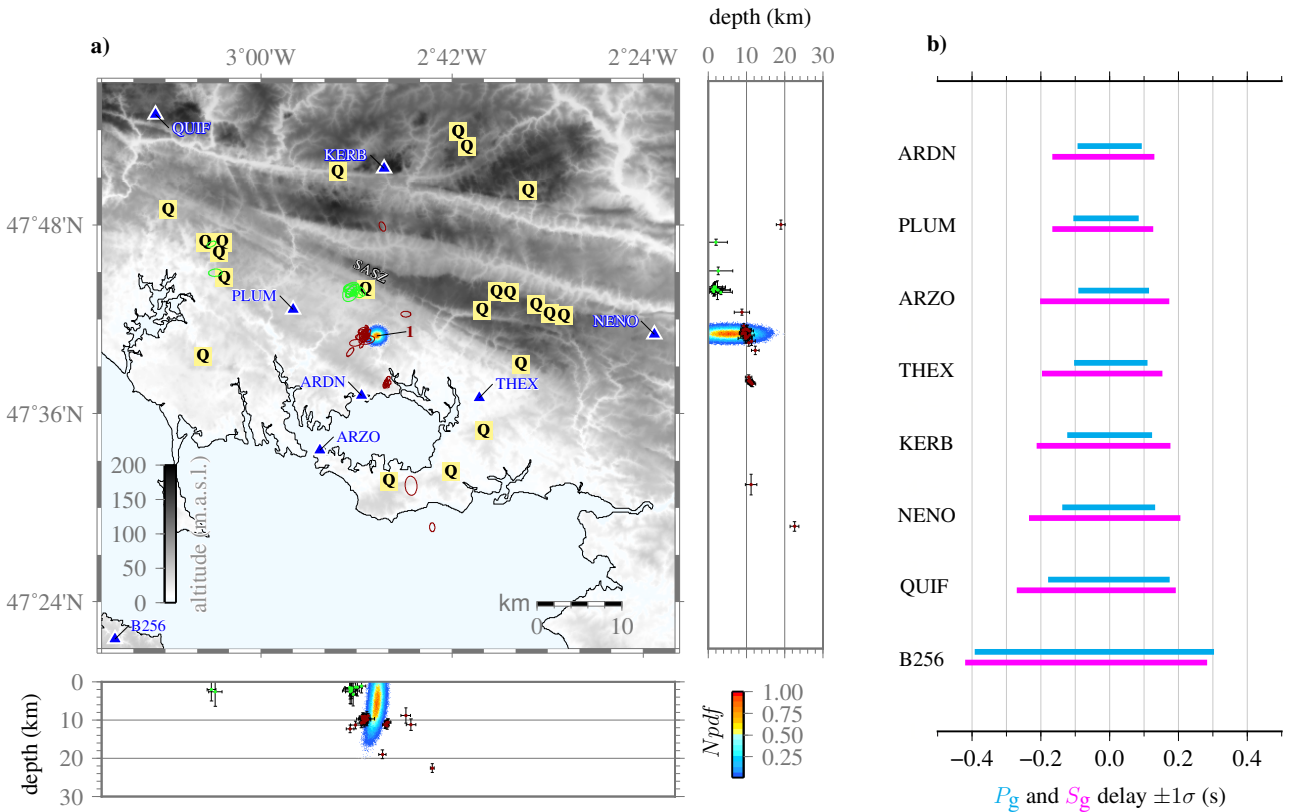 depth (km)
a)
3°00'W
2°42'W
2°24'W
0 10 20 30
b)
QUIF
Q
Q
KERB
Q
Q
Q
Q
Q
Q
Q
47°48'N
SASZ
Q
Q
PLUM
Q
Q
Q
Q
Q
Q
NENO
1
Q
Q
ARDN
THEX
47°36'N
ARZO
Q
Q
Q
200
150
100
50
0
altitude (m.a.s.l.)
47°24'N
km
0 10
B256
ARDN
PLUM
ARZO
THEX
KERB
NENO
QUIF
B256
0
10
20
30
depth (km)
Npdf
1.00
0.75
0.50
0.25
−0.4 −0.2 0.0 0.2 0.4
Pg and Sg delay ±1σ (s)